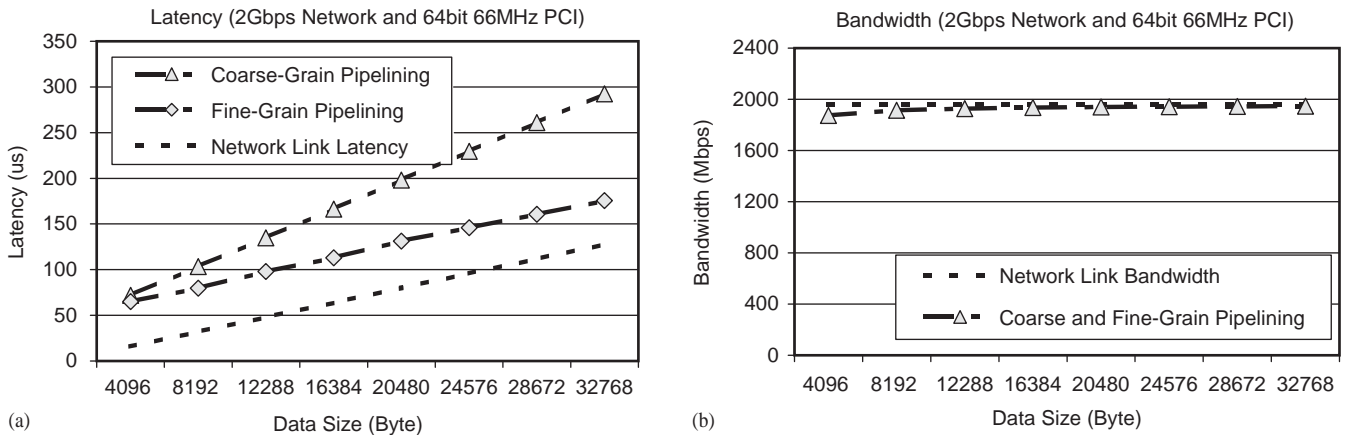 Latency (2Gbps Network and 64bit 66MHz PCI)
350
300
250
200
150
100
50
0
Latency (us)
Coarse-Grain Pipelining
Fine-Grain Pipelining
Network Link Latency
4096 8192 12288 16384 20480 24576 28672 32768
Data Size (Byte)
(a)
Bandwidth (2Gbps Network and 64bit 66MHz PCI)
2400
2000
1600
1200
800
400
0
Bandwidth (Mbps)
Network Link Bandwidth
Coarse and Fine-Grain Pipelining
4096 8192 12288 16384 20480 24576 28672 32768
Data Size (Byte)
(b)